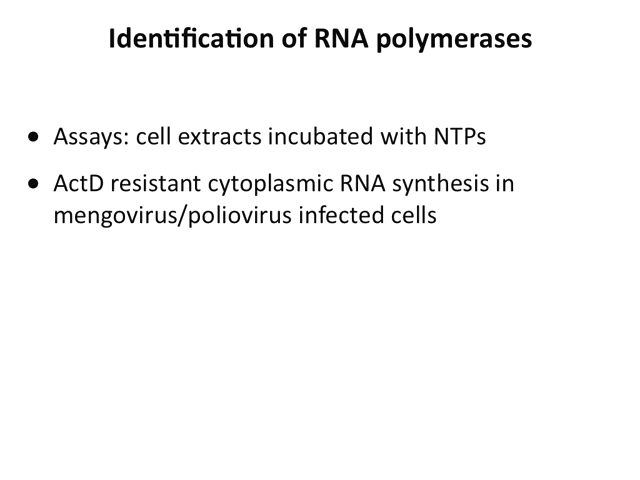 Identification of RNA polymerases
● Assays: cell extracts incubated with NTPs
● ActD resistant cytoplasmic RNA synthesis in
mengovirus/poliovirus infected cells